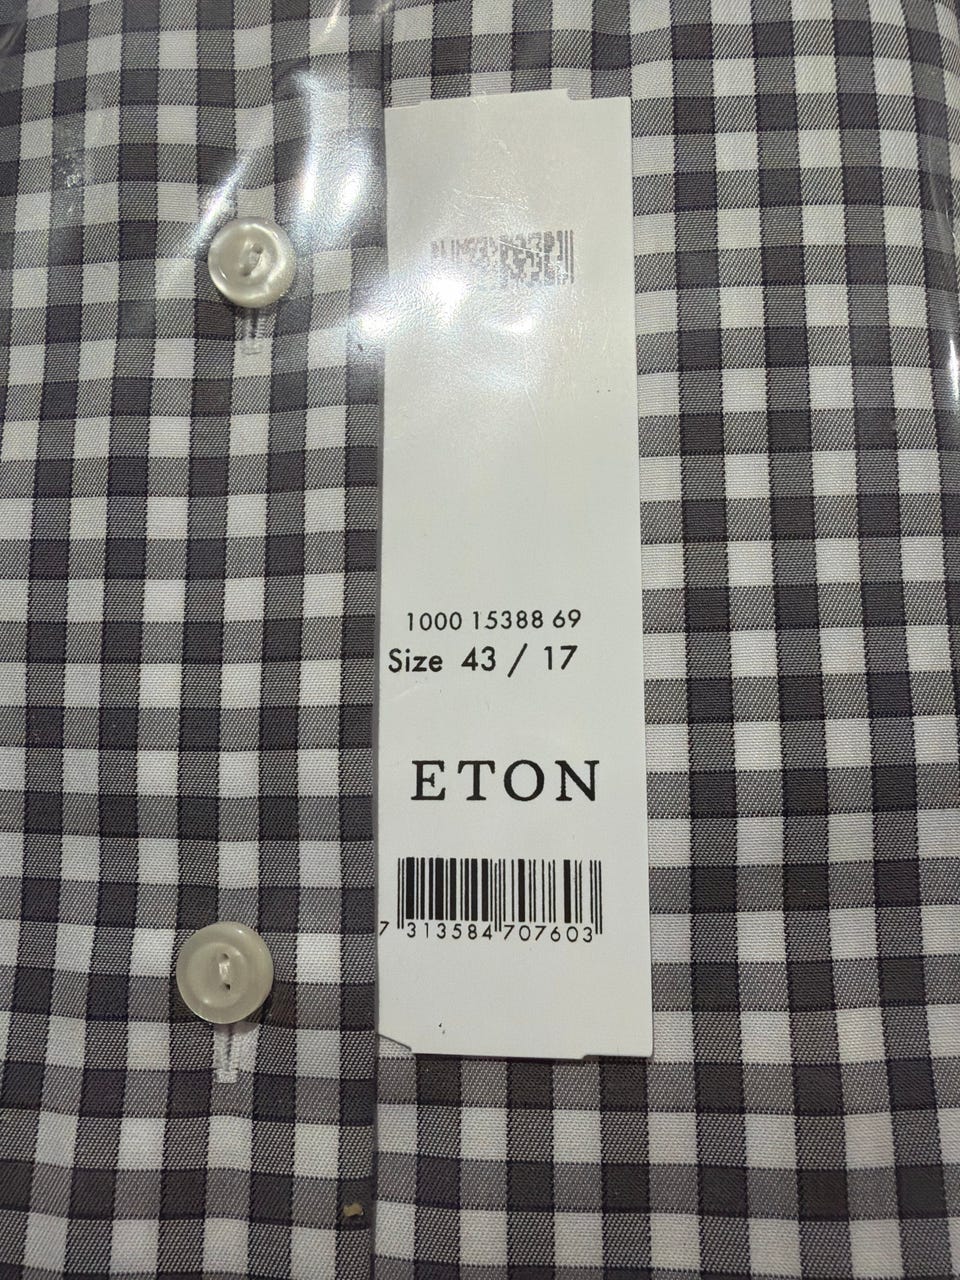 1000 15388 69
Size 43 / 17
ETON
7 313584 707603